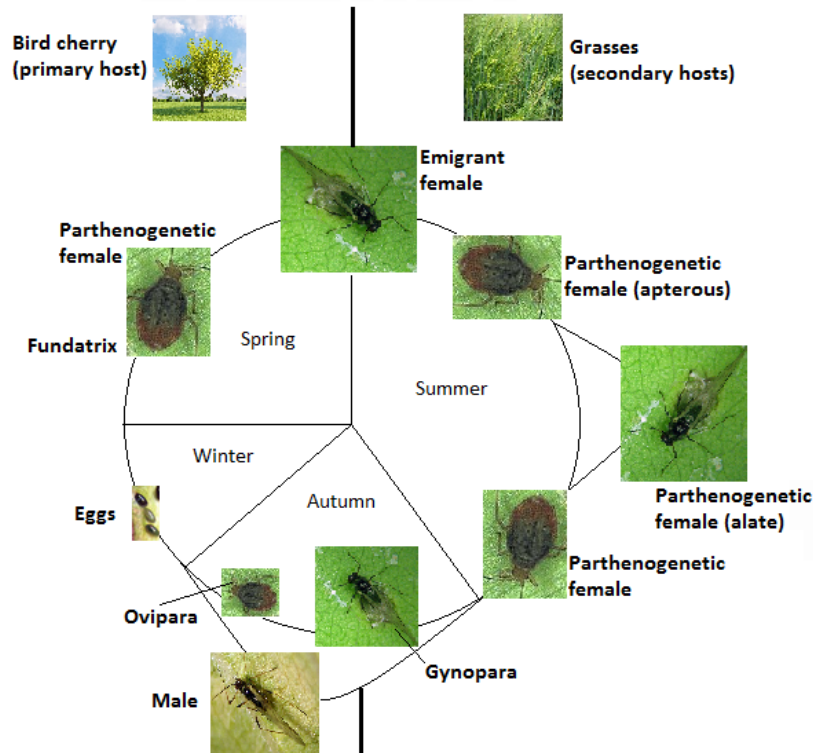 Bird cherry
(primary host)
Grasses
(secondary hosts)
Emigrant
female
Parthenogenetic
female
Parthenogenetic
female (apterous)
Fundatrix
Spring
Summer
Winter
Autumn
Parthenogenetic
female (alate)
Eggs
Parthenogenetic
female
Ovipara
Gynopara
Male